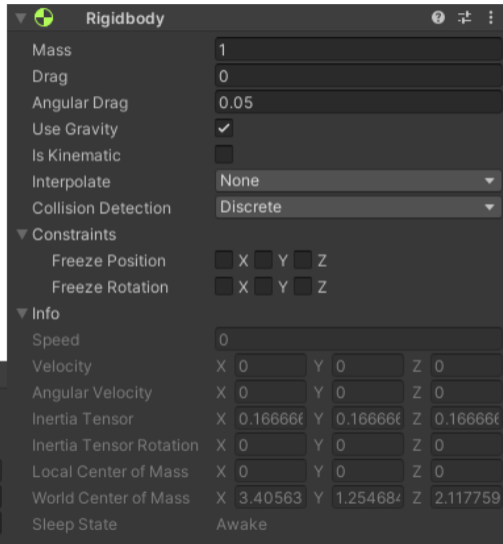 Rigidbody
Mass 1
Drag 0
Angular Drag 0.05
Use Gravity
Is Kinematic
Interpolate None
Collision Detection Discrete
Constraints
Freeze Position X Y Z
Freeze Rotation X Y Z
Info
Speed 0
Velocity X 0 Y 0 Z 0
Angular Velocity X 0 Y 0 Z 0
Inertia Tensor X 0.166666 Y 0.166666 Z 0.166666
Inertia Tensor Rotation X 0 Y 0 Z 0
Local Center of Mass X 0 Y 0 Z 0
World Center of Mass X 3.40563 Y 1.254684 Z 2.117759
Sleep State Awake